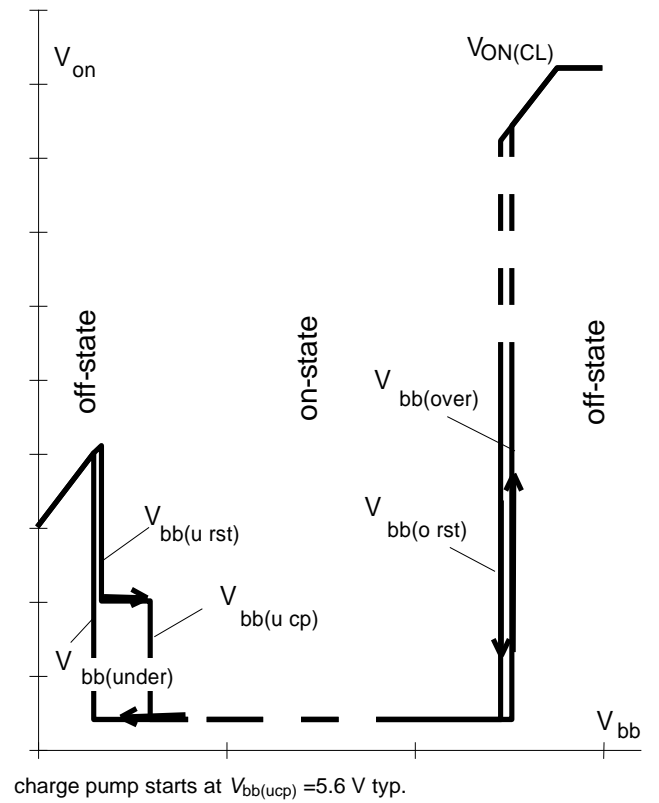 V_on
V_ON(CL)
off-state
on-state
off-state
V_bb(over)
V_bb(o rst)
V_bb(u rst)
V_bb(u cp)
V_bb(under)
V_bb
charge pump starts at V_bb(ucp) =5.6 V typ.